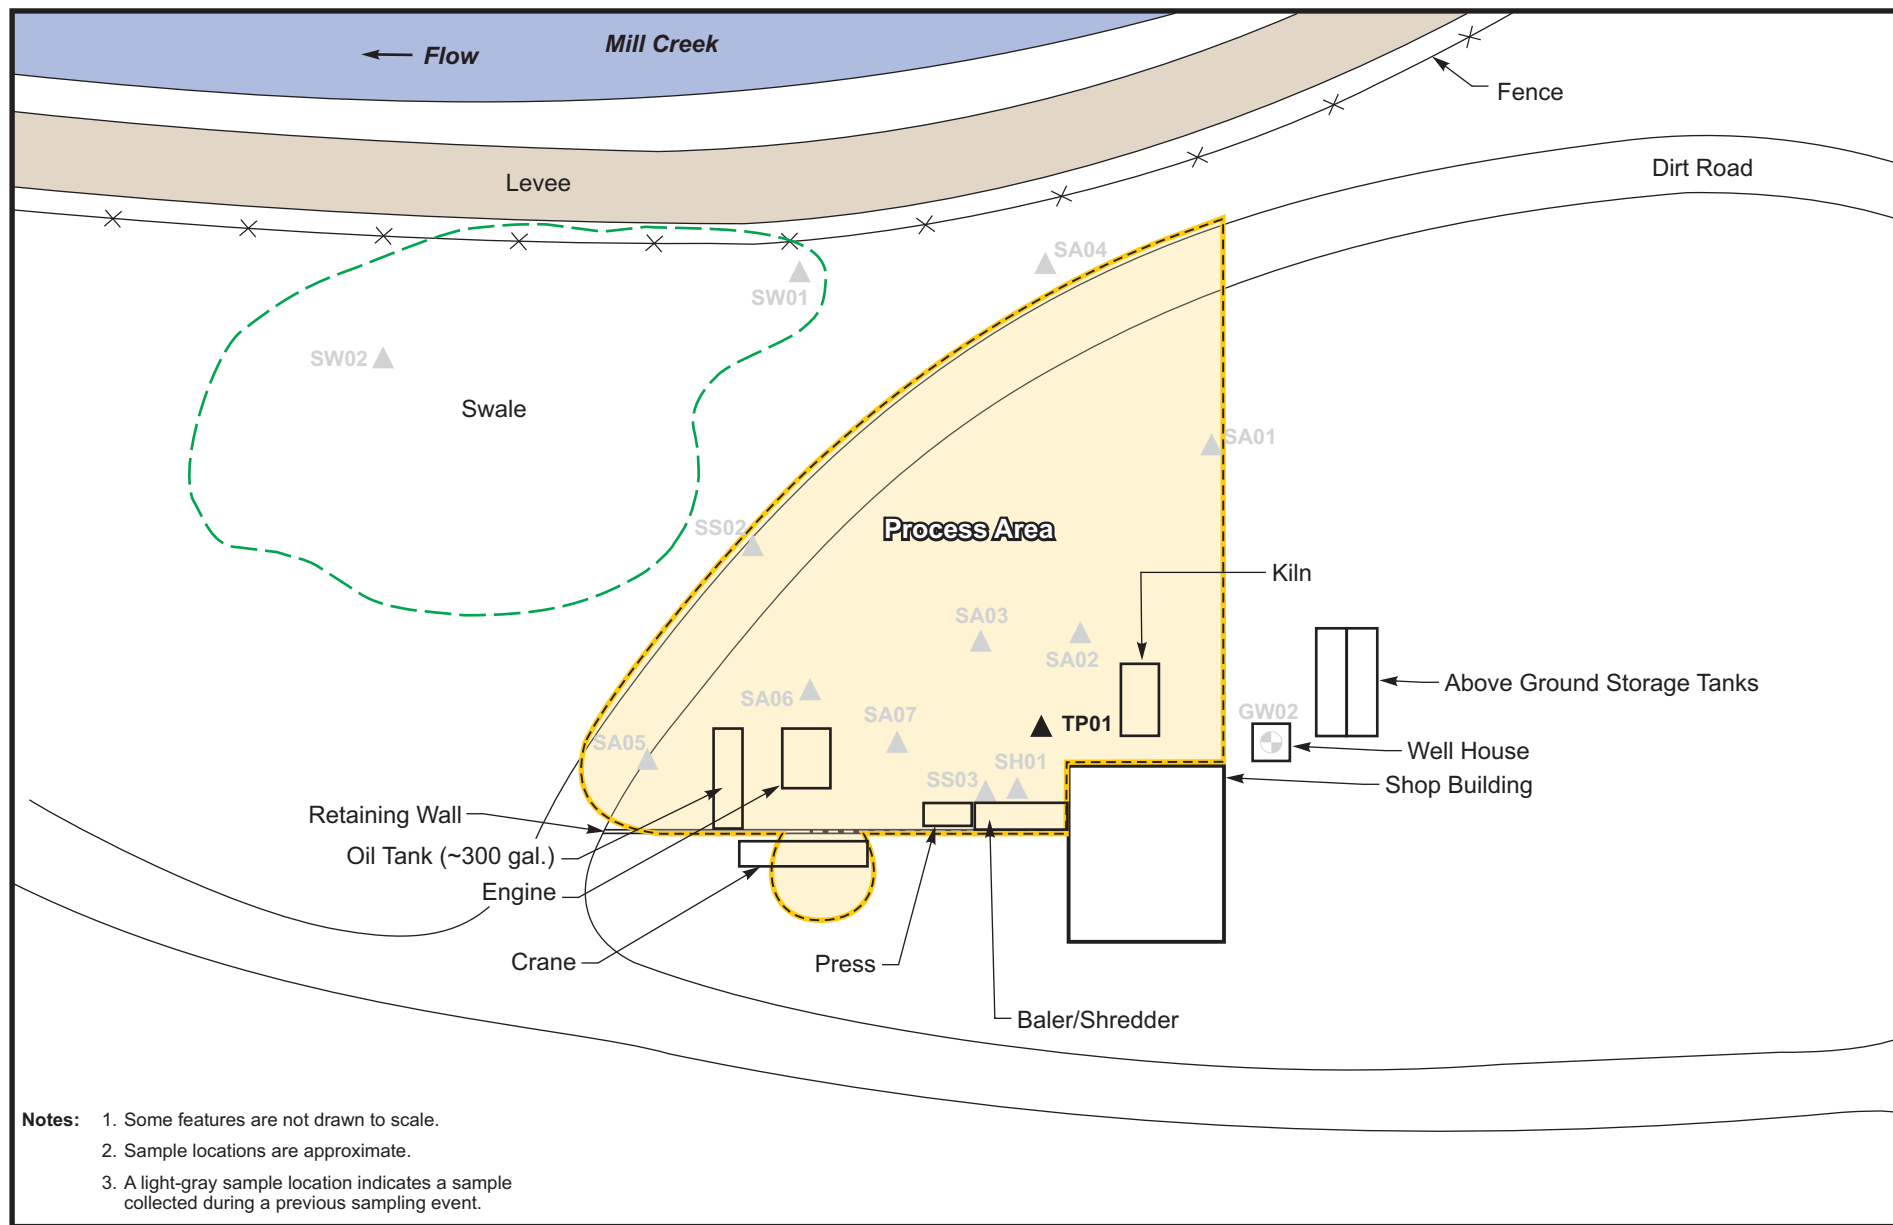 Mill Creek
Flow
Fence
Dirt Road
Levee
SA04
SW01
SW02
Swale
SA01
SS02
Process Area
Kiln
SA03
SA02
Above Ground Storage Tanks
SA06
GW02
SA07
TP01
SA05
Well House
SH01
SS03
Shop Building
Retaining Wall
Oil Tank (~300 gal.)
Engine
Crane
Press
Baler/Shredder
Notes: 1. Some features are not drawn to scale.
2. Sample locations are approximate.
3. A light-gray sample location indicates a sample
collected during a previous sampling event.